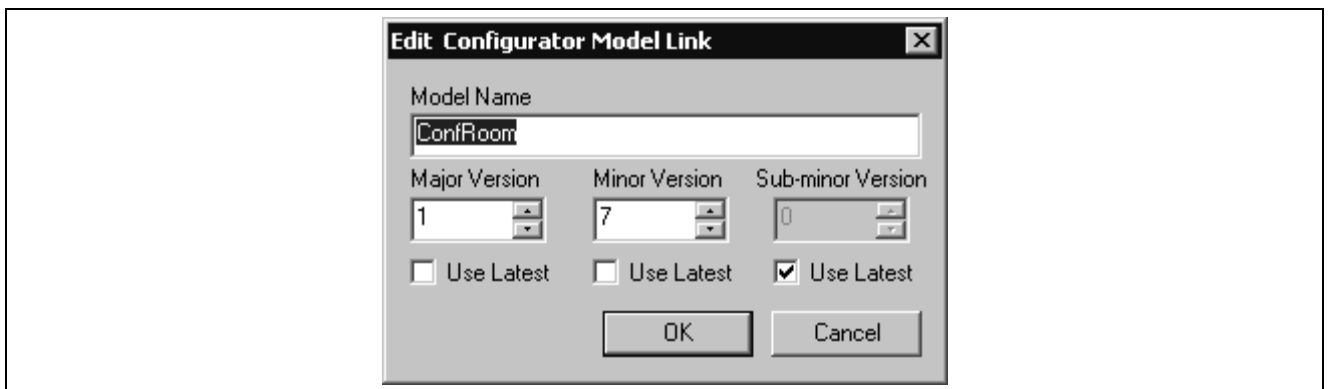 Edit Configurator Model Link
Model Name
ConfRoom
Major Version Minor Version Sub-minor Version
1 7 0
Use Latest Use Latest Use Latest
OK Cancel